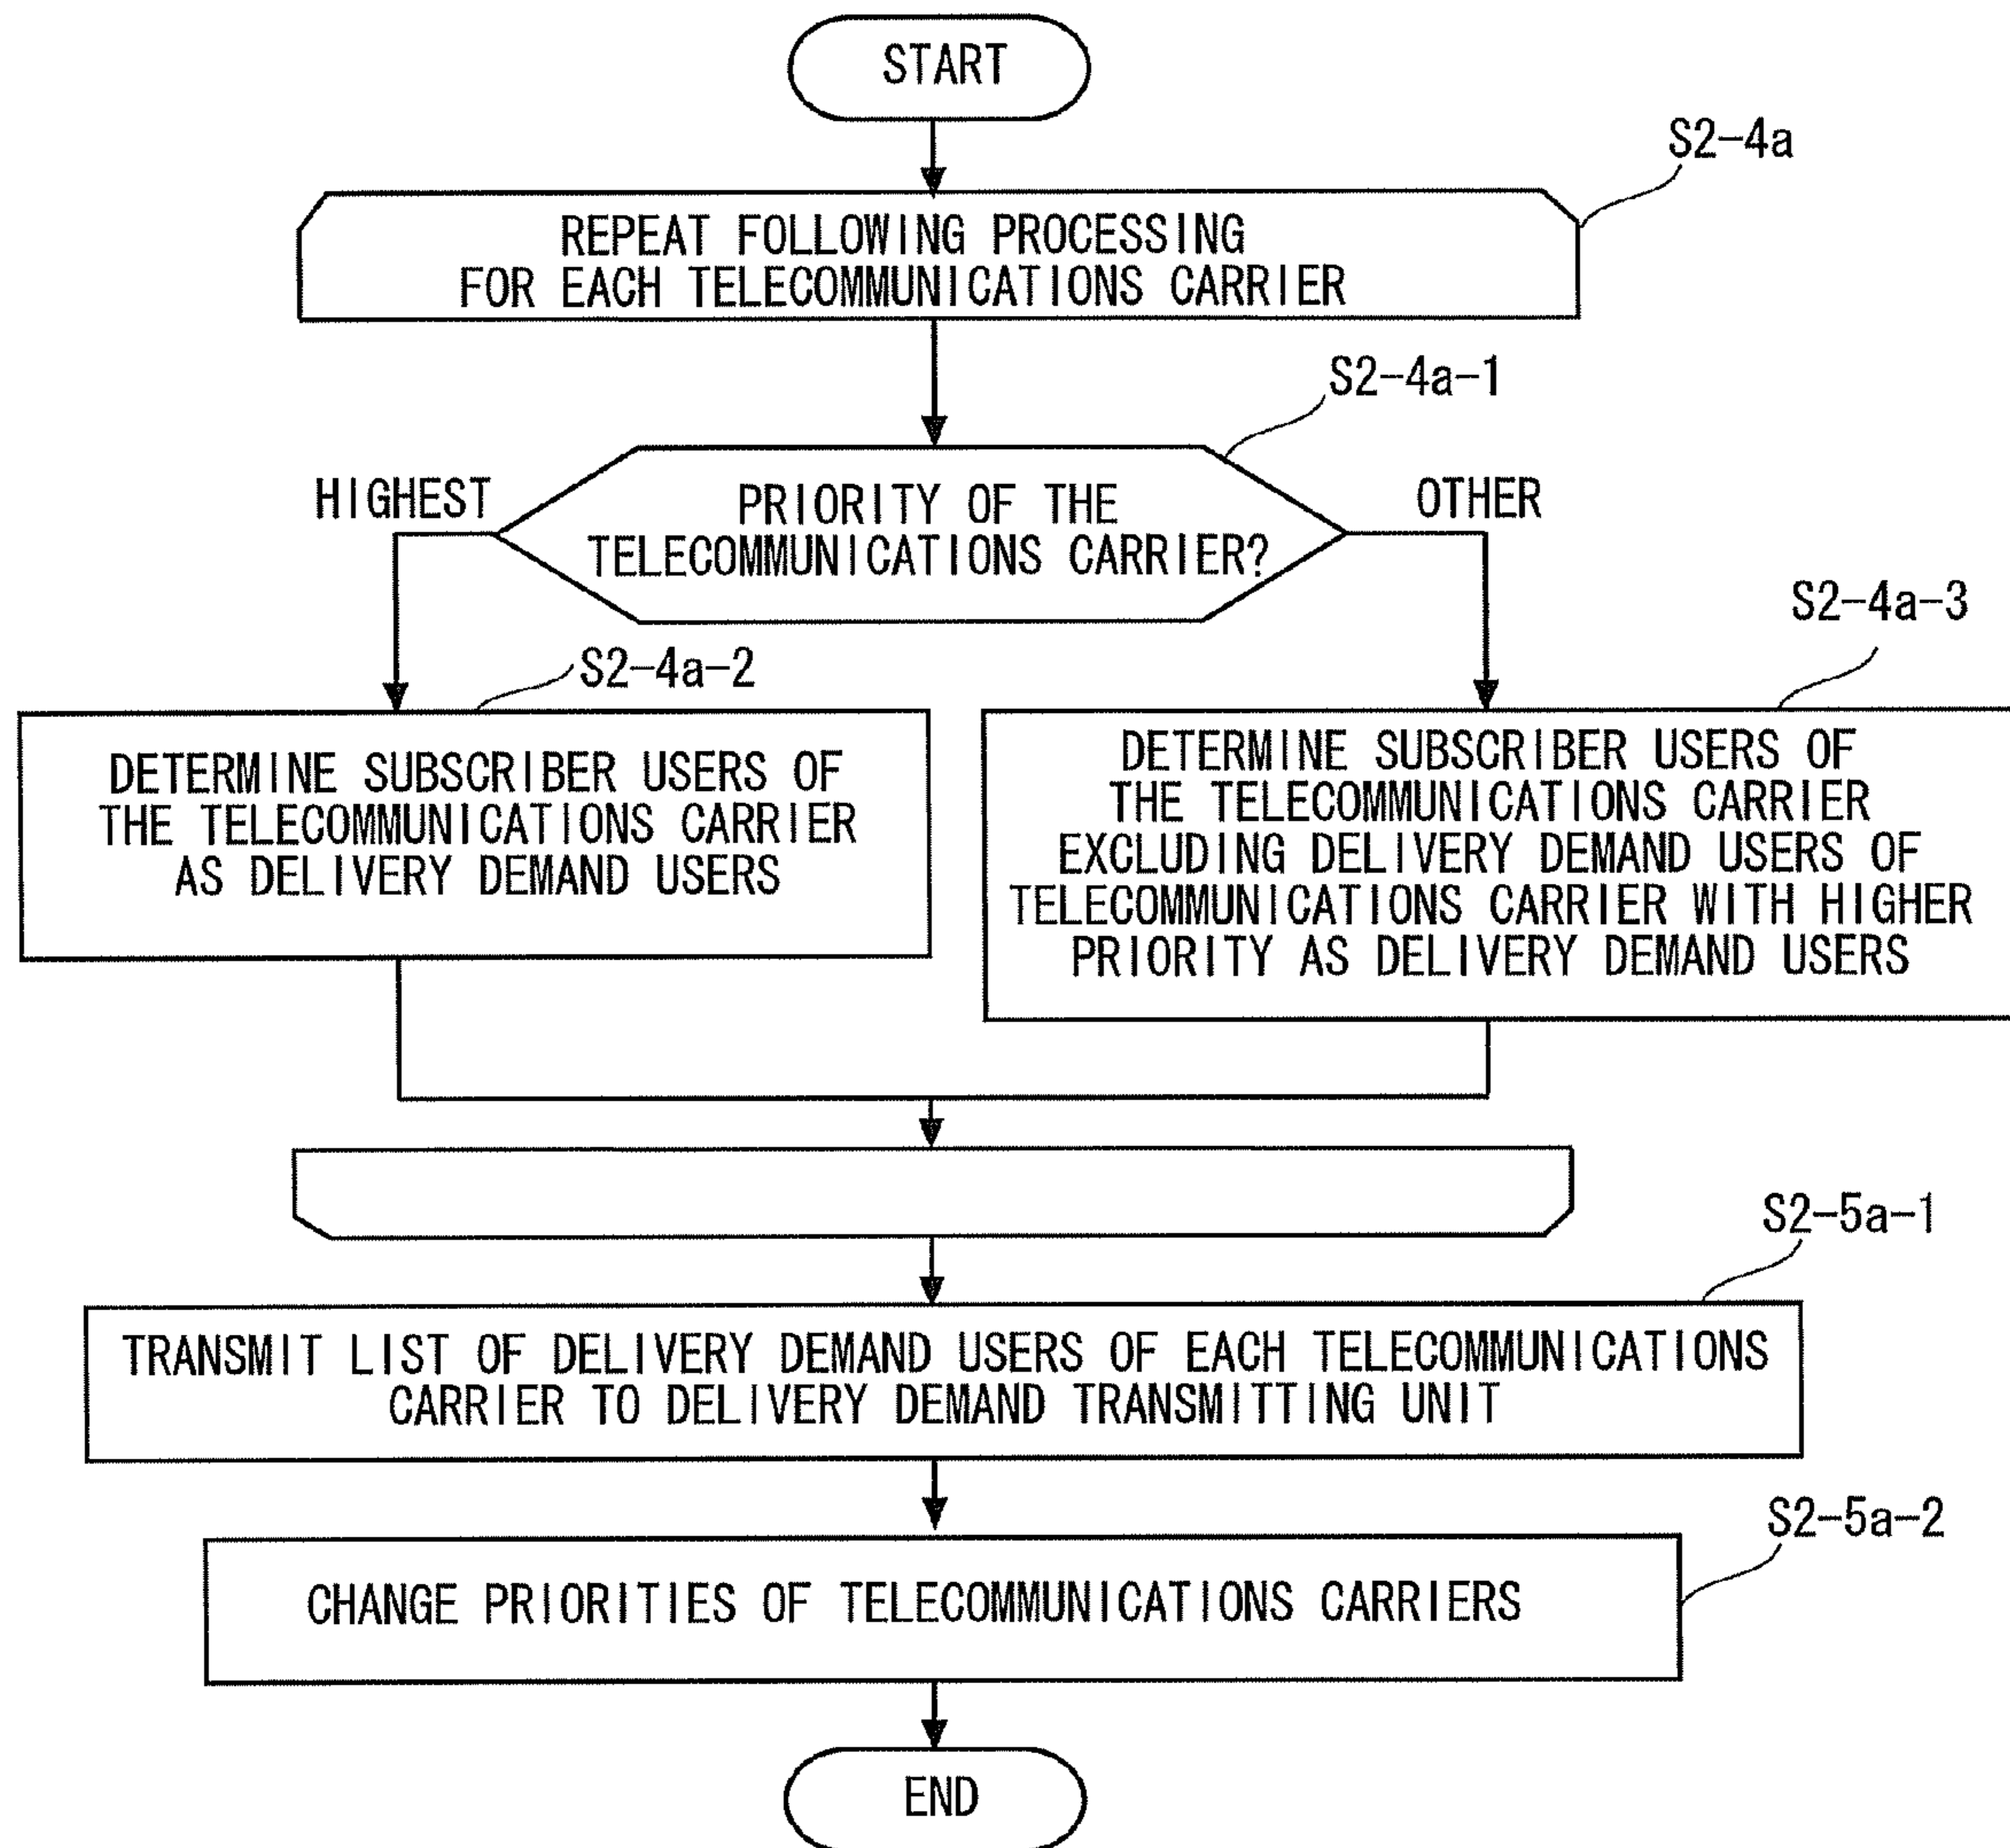 START
S2-4a
REPEAT FOLLOWING PROCESSING
FOR EACH TELECOMMUNICATIONS CARRIER
S2-4a-1
HIGHEST
PRIORITY OF THE
TELECOMMUNICATIONS CARRIER?
OTHER
S2-4a-2
DETERMINE SUBSCRIBER USERS OF
THE TELECOMMUNICATIONS CARRIER
AS DELIVERY DEMAND USERS
S2-4a-3
DETERMINE SUBSCRIBER USERS OF
THE TELECOMMUNICATIONS CARRIER
EXCLUDING DELIVERY DEMAND USERS OF
TELECOMMUNICATIONS CARRIER WITH HIGHER
PRIORITY AS DELIVERY DEMAND USERS
S2-5a-1
TRANSMIT LIST OF DELIVERY DEMAND USERS OF EACH TELECOMMUNICATIONS
CARRIER TO DELIVERY DEMAND TRANSMITTING UNIT
S2-5a-2
CHANGE PRIORITIES OF TELECOMMUNICATIONS CARRIERS
END